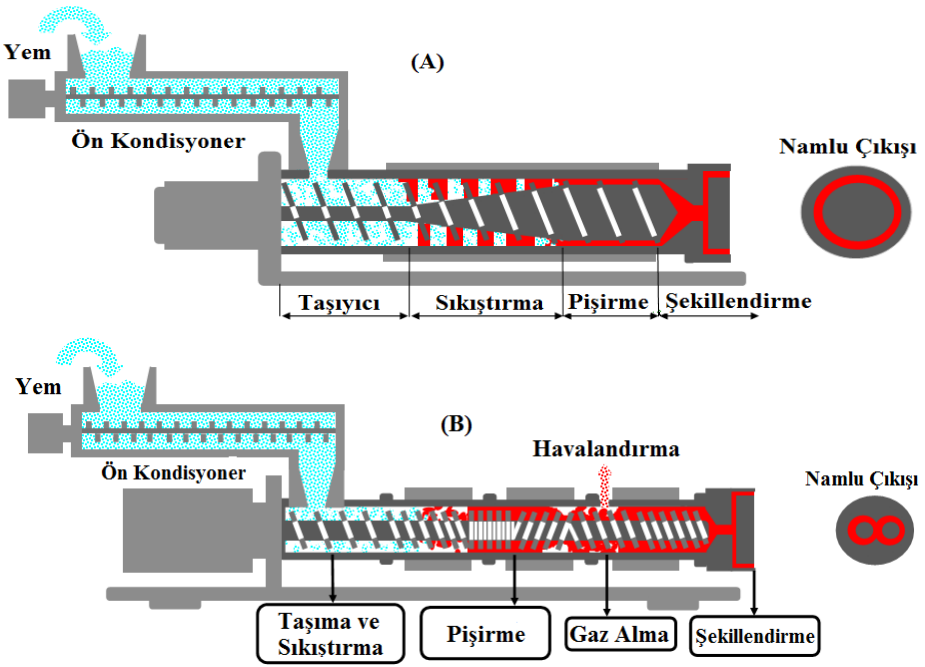 (A)
Yem
Ön Kondisyoner
Namlu Çıkışı
Taşıyıcı
Sıkıştırma
Pişirme
Şekillendirme
(B)
Yem
Ön Kondisyoner
Havalandırma
Namlu Çıkışı
Taşıma ve
Sıkıştırma
Pişirme
Gaz Alma
Şekillendirme